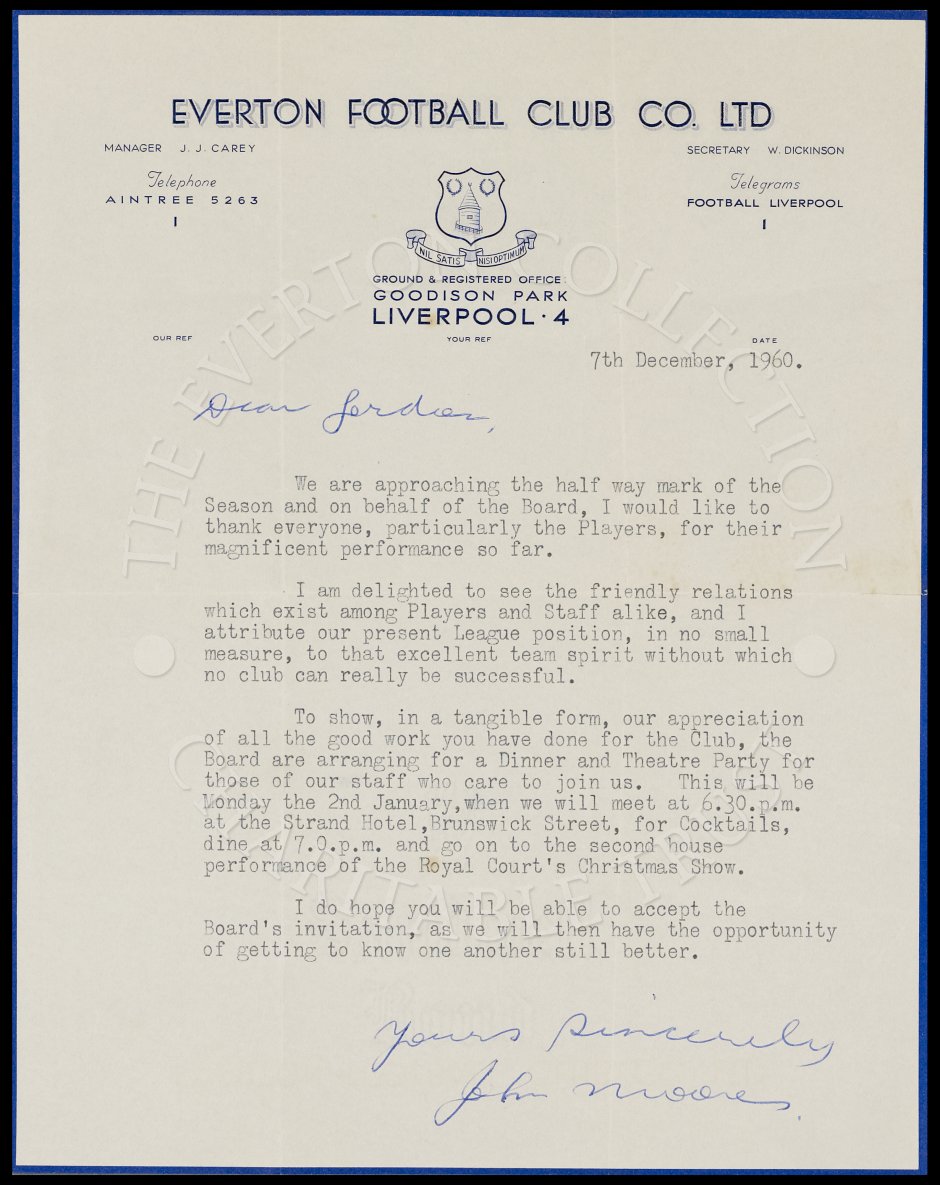 EVERTON FOOTBALL CLUB CO. LTD
MANAGER J. J. CAREY
SECRETARY W. DICKINSON
Telephone
AINTREE 5263
Telegrams
FOOTBALL LIVERPOOL
NIL SATIS NISI OPTIMUM
GROUND & REGISTERED OFFICE:
GOODISON PARK
LIVERPOOL · 4
OUR REF
YOUR REF
DATE
7th December, 1960.
Dear Gordon,
We are approaching the half way mark of the
Season and on behalf of the Board, I would like to
thank everyone, particularly the Players, for their
magnificent performance so far.
I am delighted to see the friendly relations
which exist among Players and Staff alike, and I
attribute our present League position, in no small
measure, to that excellent team spirit without which
no club can really be successful.
To show, in a tangible form, our appreciation
of all the good work you have done for the Club, the
Board are arranging for a Dinner and Theatre Party for
those of our staff who care to join us. This will be
Monday the 2nd January,when we will meet at 6.30.p.m.
at the Strand Hotel,Brunswick Street, for Cocktails,
dine at 7.0.p.m. and go on to the second house
performance of the Royal Court's Christmas Show.
I do hope you will be able to accept the
Board's invitation, as we will then have the opportunity
of getting to know one another still better.
Yours Sincerely
John Moores.
THE EVERTON COLLECTION
CHARITABLE TRUST